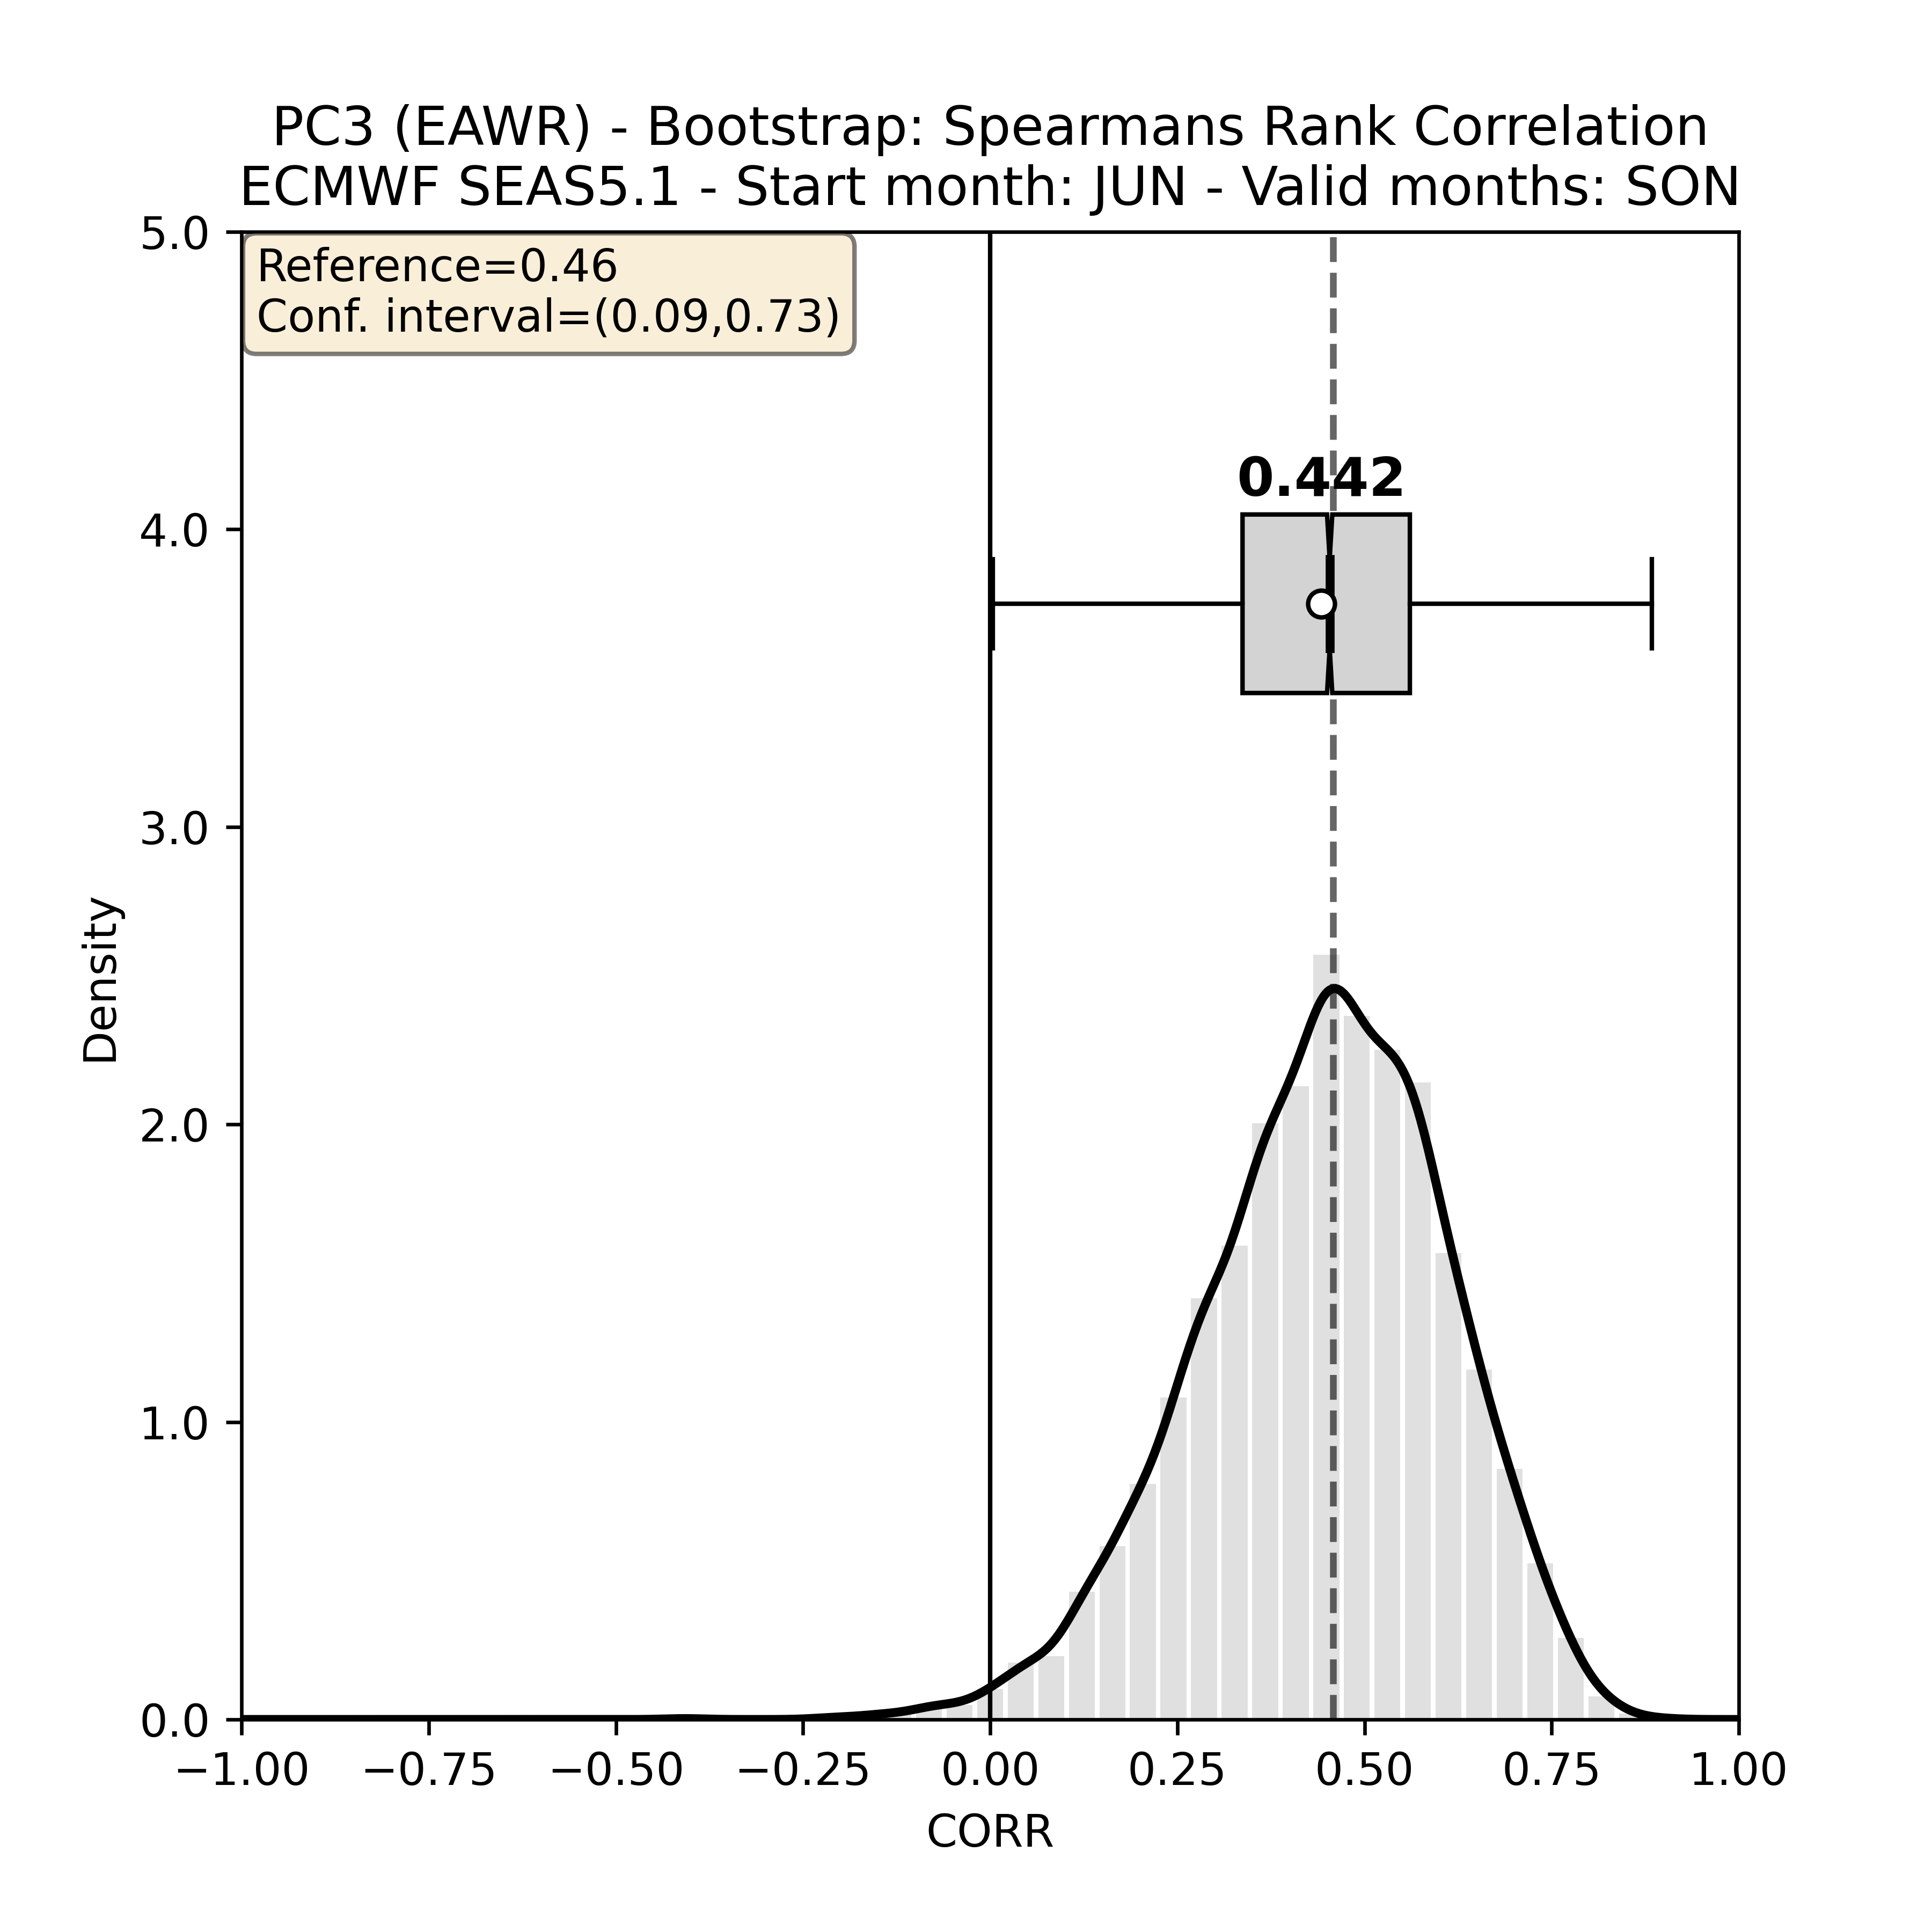 PC3 (EAWR) - Bootstrap: Spearmans Rank Correlation
ECMWF SEAS5.1 - Start month: JUN - Valid months: SON
Reference=0.46
Conf. interval=(0.09,0.73)
0.442
5.0
4.0
3.0
2.0
1.0
0.0
Density
−1.00 −0.75 −0.50 −0.25 0.00 0.25 0.50 0.75 1.00
CORR